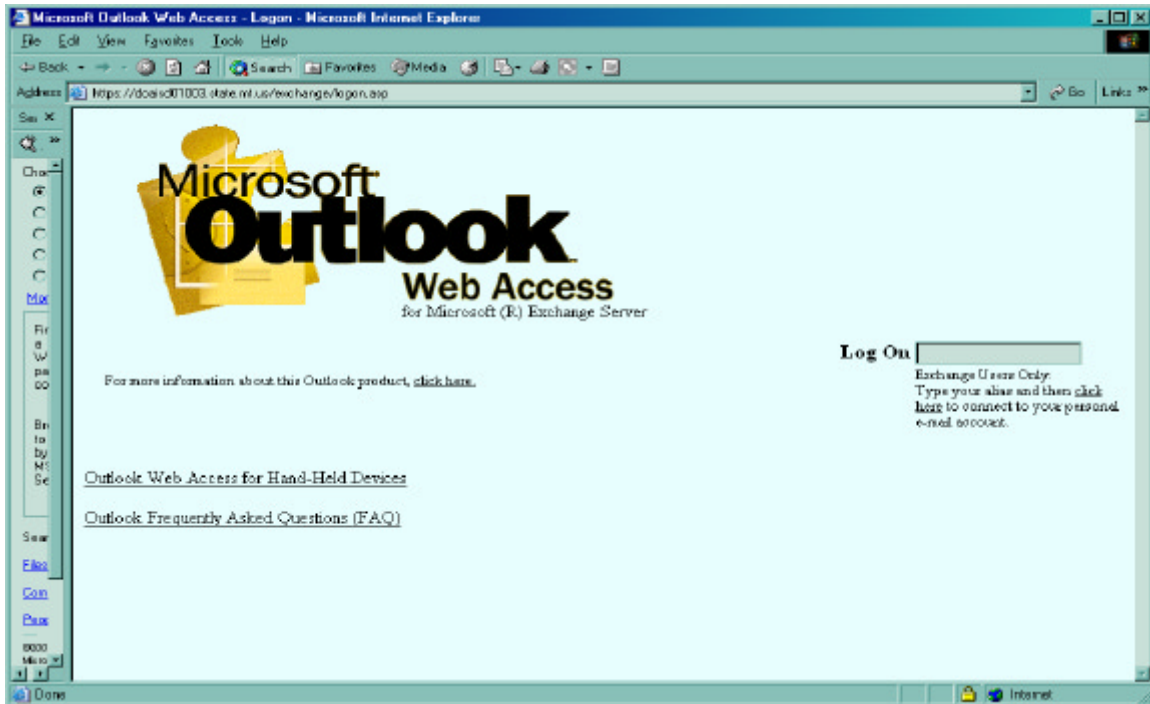 Microsoft Outlook Web Access - Logon - Microsoft Internet Explorer
File Edit View Favorites Tools Help
Back Search Favorites Media
Address https://doaisd01003.state.mt.us/exchange/logon.asp Go Links »
Microsoft
Outlook
Web Access
for Microsoft (R) Exchange Server
Log On
For more information about this Outlook product, click here.
Exchange Users Only:
Type your alias and then click
here to connect to your personal
e-mail account.
Outlook Web Access for Hand-Held Devices
Outlook Frequently Asked Questions (FAQ)
Files
Done Internet